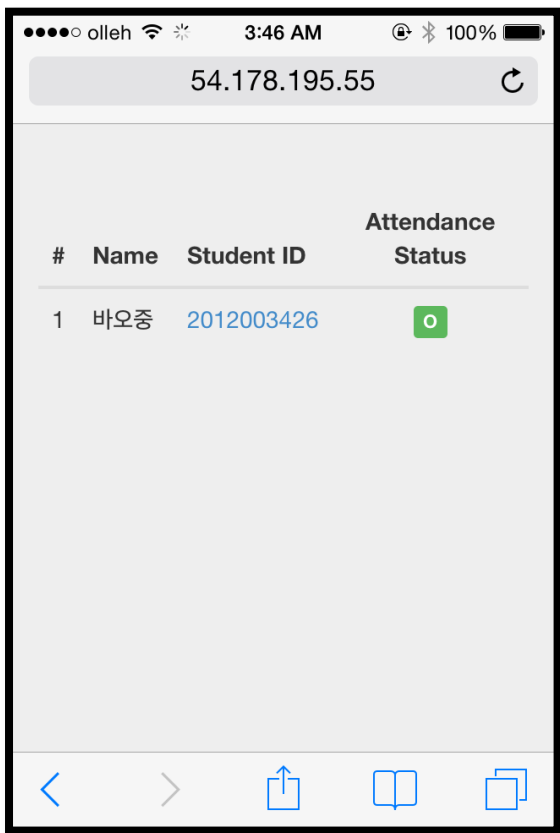 olleh 3:46 AM 100%
54.178.195.55
Attendance
# Name Student ID Status
1 바오중 2012003426 O